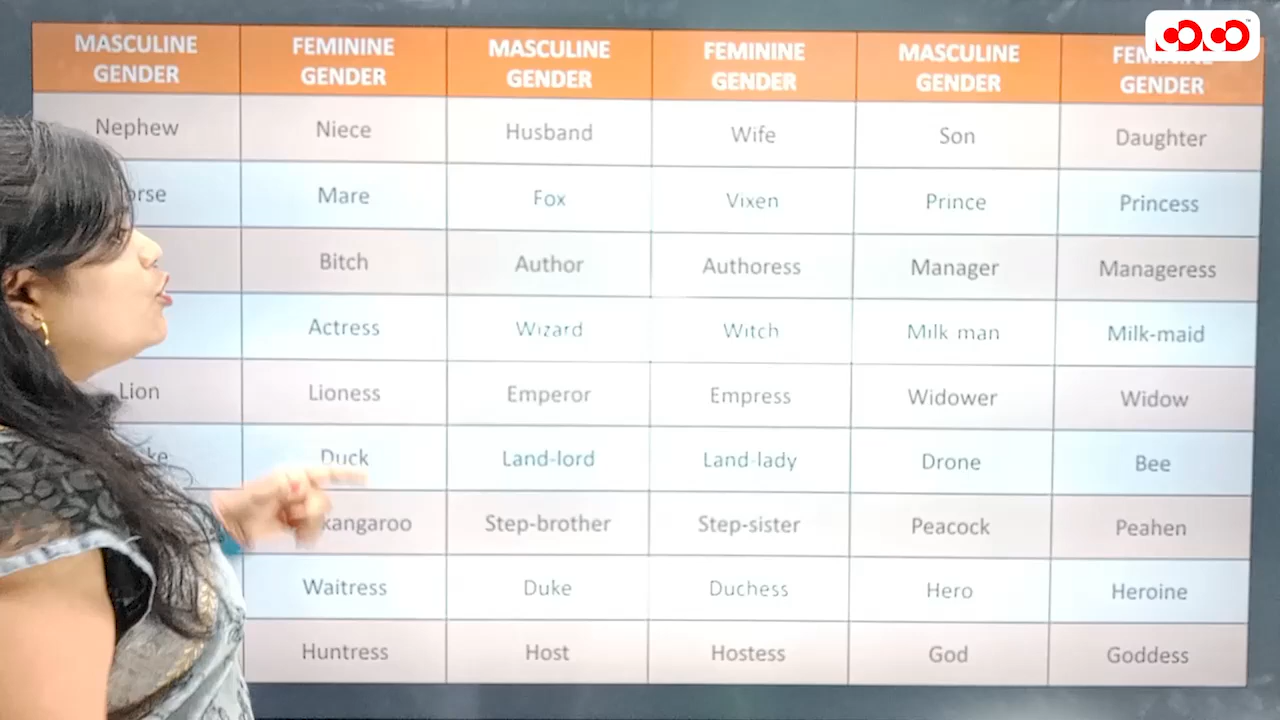 MASCULINE GENDER FEMININE GENDER MASCULINE GENDER FEMININE GENDER MASCULINE GENDER FEMININE GENDER
Nephew Niece Husband Wife Son Daughter
orse Mare Fox Vixen Prince Princess
Bitch Author Authoress Manager Manageress
Actress Wizard Witch Milk man Milk-maid
Lion Lioness Emperor Empress Widower Widow
ke Duck Land-lord Land-lady Drone Bee
kangaroo Step-brother Step-sister Peacock Peahen
Waitress Duke Duchess Hero Heroine
Huntress Host Hostess God Goddess